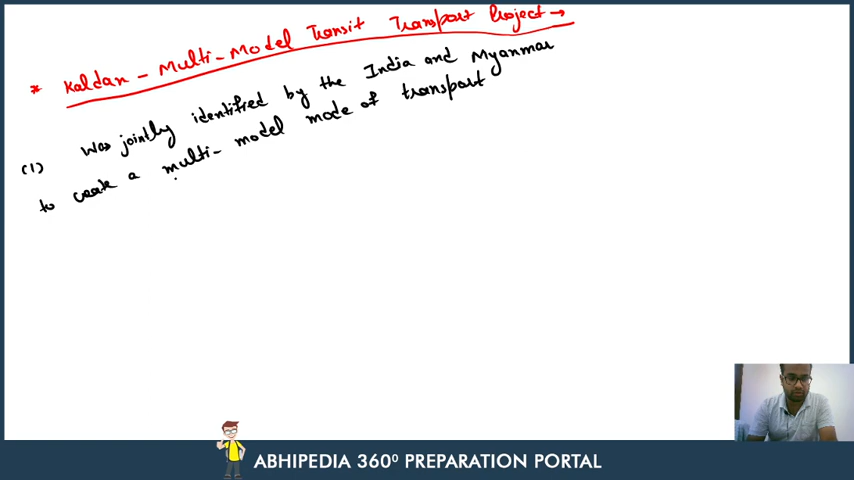 * Kaldan - Multi-Model Transit Transport Project →
(1) Was jointly identified by the India and Myanmar
to create a multi- model mode of transport
ABHIPEDIA 360° PREPARATION PORTAL